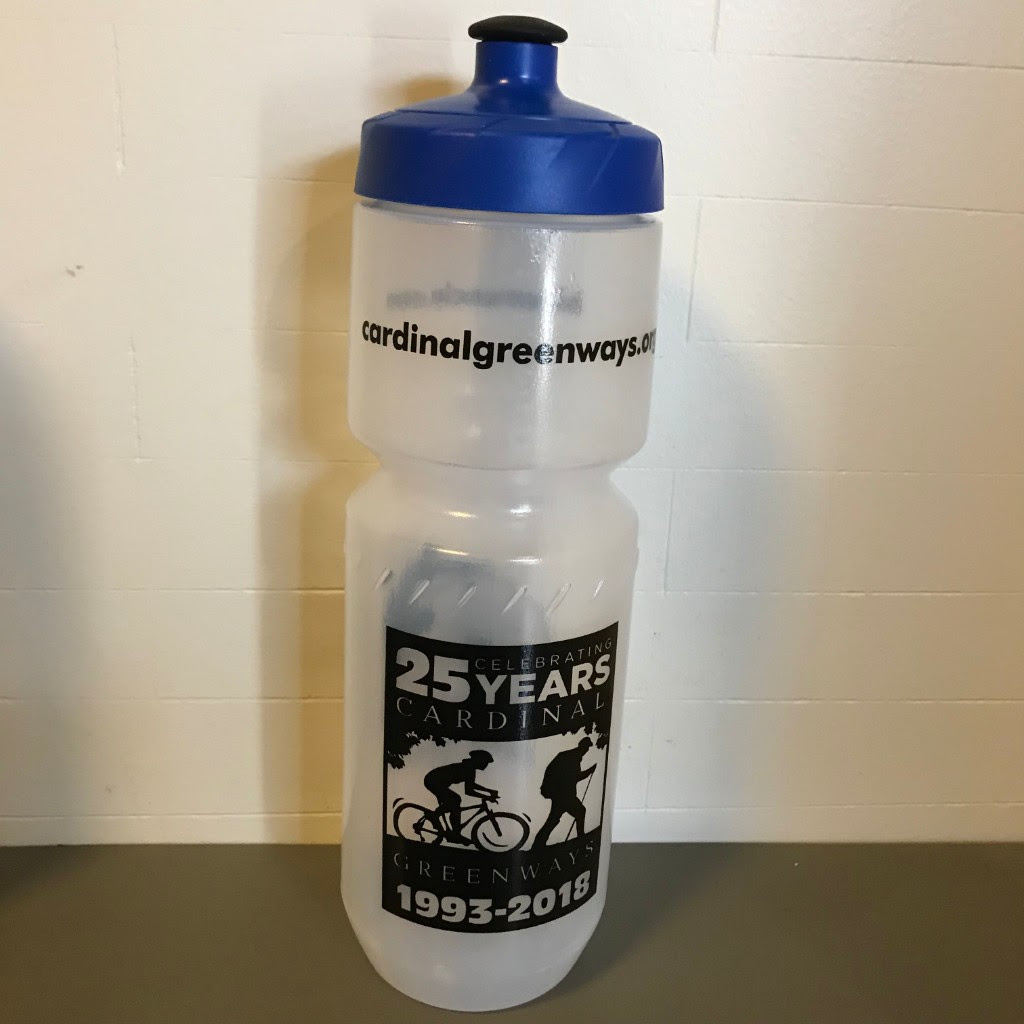 cardinalgreenways.org
25 CELEBRATING
YEARS
CARDINAL
GREENWAYS
1993-2018